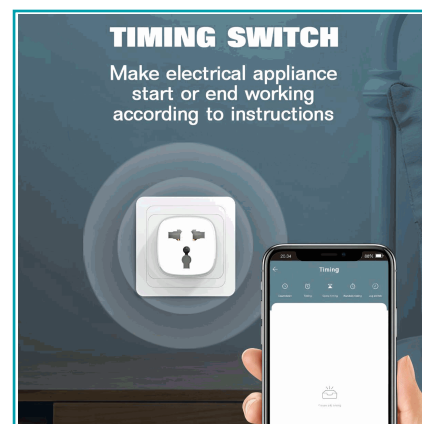 TIMING SWITCH
Make electrical appliance
start or end working
according to instructions
Timing